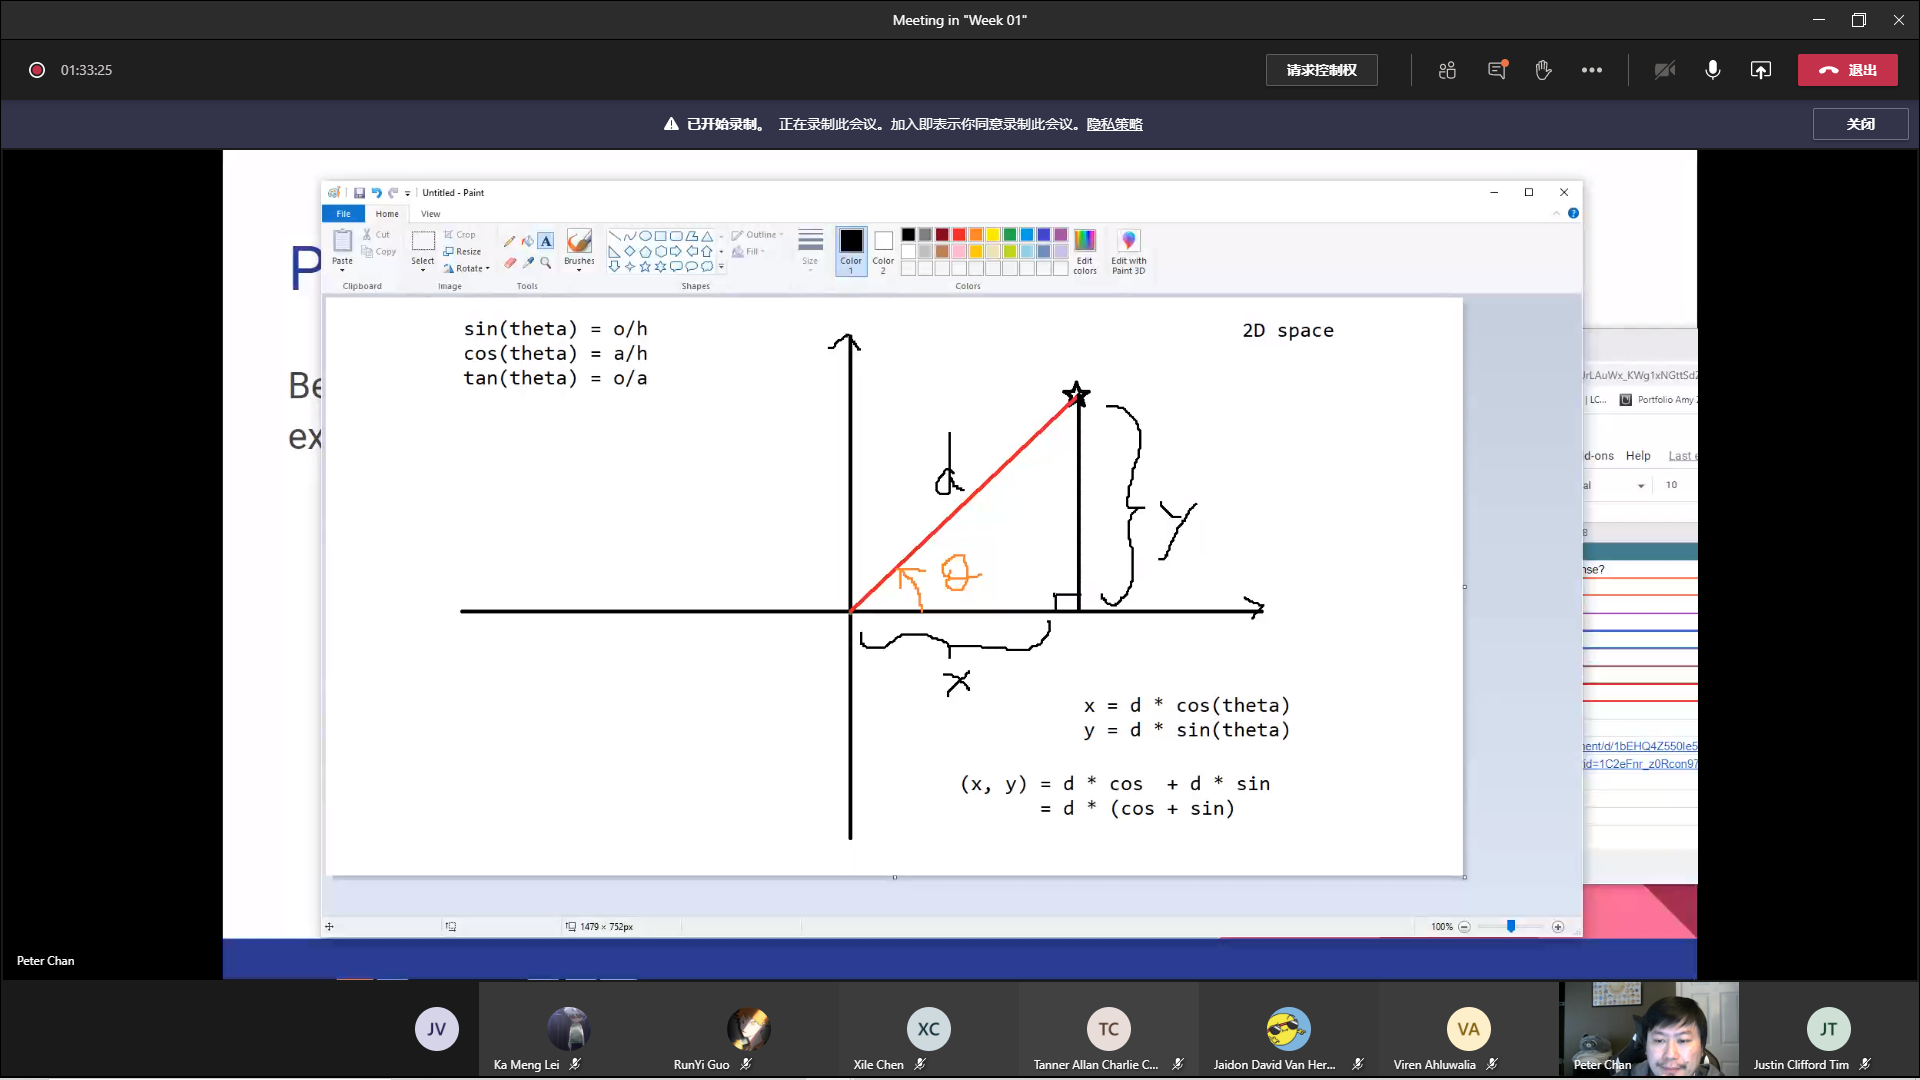 Meeting in "Week 01"
01:33:25
请求控制权
退出
已开始录制。 正在录制此会议。加入即表示你同意录制此会议。隐私策略
关闭
Untitled - Paint
File Home View
Paste
Cut
Copy
Clipboard
Select
Crop
Resize
Rotate
Image
A
Tools
Brushes
Shapes
Outline
Fill
Size
Color 1
Color 2
Edit colors
Colors
Edit with Paint 3D
P
Be
ex
sin(theta) = o/h
cos(theta) = a/h
tan(theta) = o/a
2D space
d
θ
y
x
x = d * cos(theta)
y = d * sin(theta)
(x, y) = d * cos + d * sin
= d * (cos + sin)
JrLAuWx_KWg1xNGttSdZ
LC... Portfolio Amy
d-ons Help Last e
al 10
nse?
ment/d/1bEHQ4Z550Ie5
id=1C2eFnr_z0Rcon97
1479 × 752px
100%
Peter Chan
JV
Ka Meng Lei
RunYi Guo
XC
Xile Chen
TC
Tanner Allan Charlie C...
Jaidon David Van Her...
VA
Viren Ahluwalia
Peter Chan
JT
Justin Clifford Tim